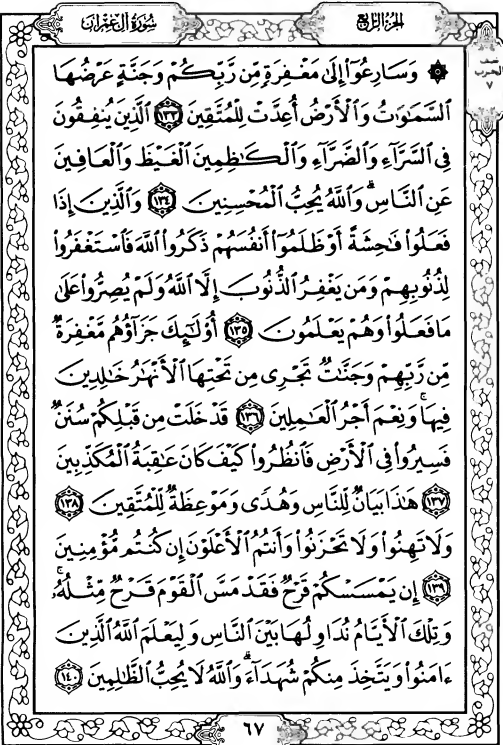 سُورَةُ آلِ عِمْرَانَ
الجُزْءُ الرَّابِعُ
نصف
الحزب
٧
۞ وَسَارِعُوٓا۟ إِلَىٰ مَغْفِرَةٍ مِّن رَّبِّكُمْ وَجَنَّةٍ عَرْضُهَا
ٱلسَّمَٰوَٰتُ وَٱلْأَرْضُ أُعِدَّتْ لِلْمُتَّقِينَ ١٣٣ ٱلَّذِينَ يُنفِقُونَ
فِى ٱلسَّرَّآءِ وَٱلضَّرَّآءِ وَٱلْكَٰظِمِينَ ٱلْغَيْظَ وَٱلْعَافِينَ
عَنِ ٱلنَّاسِ ۗ وَٱللَّهُ يُحِبُّ ٱلْمُحْسِنِينَ ١٣٤ وَٱلَّذِينَ إِذَا
فَعَلُوا۟ فَٰحِشَةً أَوْ ظَلَمُوٓا۟ أَنفُسَهُمْ ذَكَرُوا۟ ٱللَّهَ فَٱسْتَغْفَرُوا۟
لِذُنُوبِهِمْ وَمَن يَغْفِرُ ٱلذُّنُوبَ إِلَّا ٱللَّهُ وَلَمْ يُصِرُّوا۟ عَلَىٰ
مَا فَعَلُوا۟ وَهُمْ يَعْلَمُونَ ١٣٥ أُو۟لَٰٓئِكَ جَزَآؤُهُم مَّغْفِرَةٌ
مِّن رَّبِّهِمْ وَجَنَّٰتٌ تَجْرِى مِن تَحْتِهَا ٱلْأَنْهَٰرُ خَٰلِدِينَ
فِيهَا ۚ وَنِعْمَ أَجْرُ ٱلْعَٰمِلِينَ ١٣٦ قَدْ خَلَتْ مِن قَبْلِكُمْ سُنَنٌ
فَسِيرُوا۟ فِى ٱلْأَرْضِ فَٱنظُرُوا۟ كَيْفَ كَانَ عَٰقِبَةُ ٱلْمُكَذِّبِينَ
١٣٧ هَٰذَا بَيَانٌ لِّلنَّاسِ وَهُدًى وَمَوْعِظَةٌ لِّلْمُتَّقِينَ ١٣٨
وَلَا تَهِنُوا۟ وَلَا تَحْزَنُوا۟ وَأَنتُمُ ٱلْأَعْلَوْنَ إِن كُنتُم مُّؤْمِنِينَ
١٣٩ إِن يَمْسَسْكُمْ قَرْحٌ فَقَدْ مَسَّ ٱلْقَوْمَ قَرْحٌ مِّثْلُهُۥ ۚ
وَتِلْكَ ٱلْأَيَّامُ نُدَاوِلُهَا بَيْنَ ٱلنَّاسِ وَلِيَعْلَمَ ٱللَّهُ ٱلَّذِينَ
ءَامَنُوا۟ وَيَتَّخِذَ مِنكُمْ شُهَدَآءَ ۗ وَٱللَّهُ لَا يُحِبُّ ٱلظَّٰلِمِينَ ١٤٠
٦٧